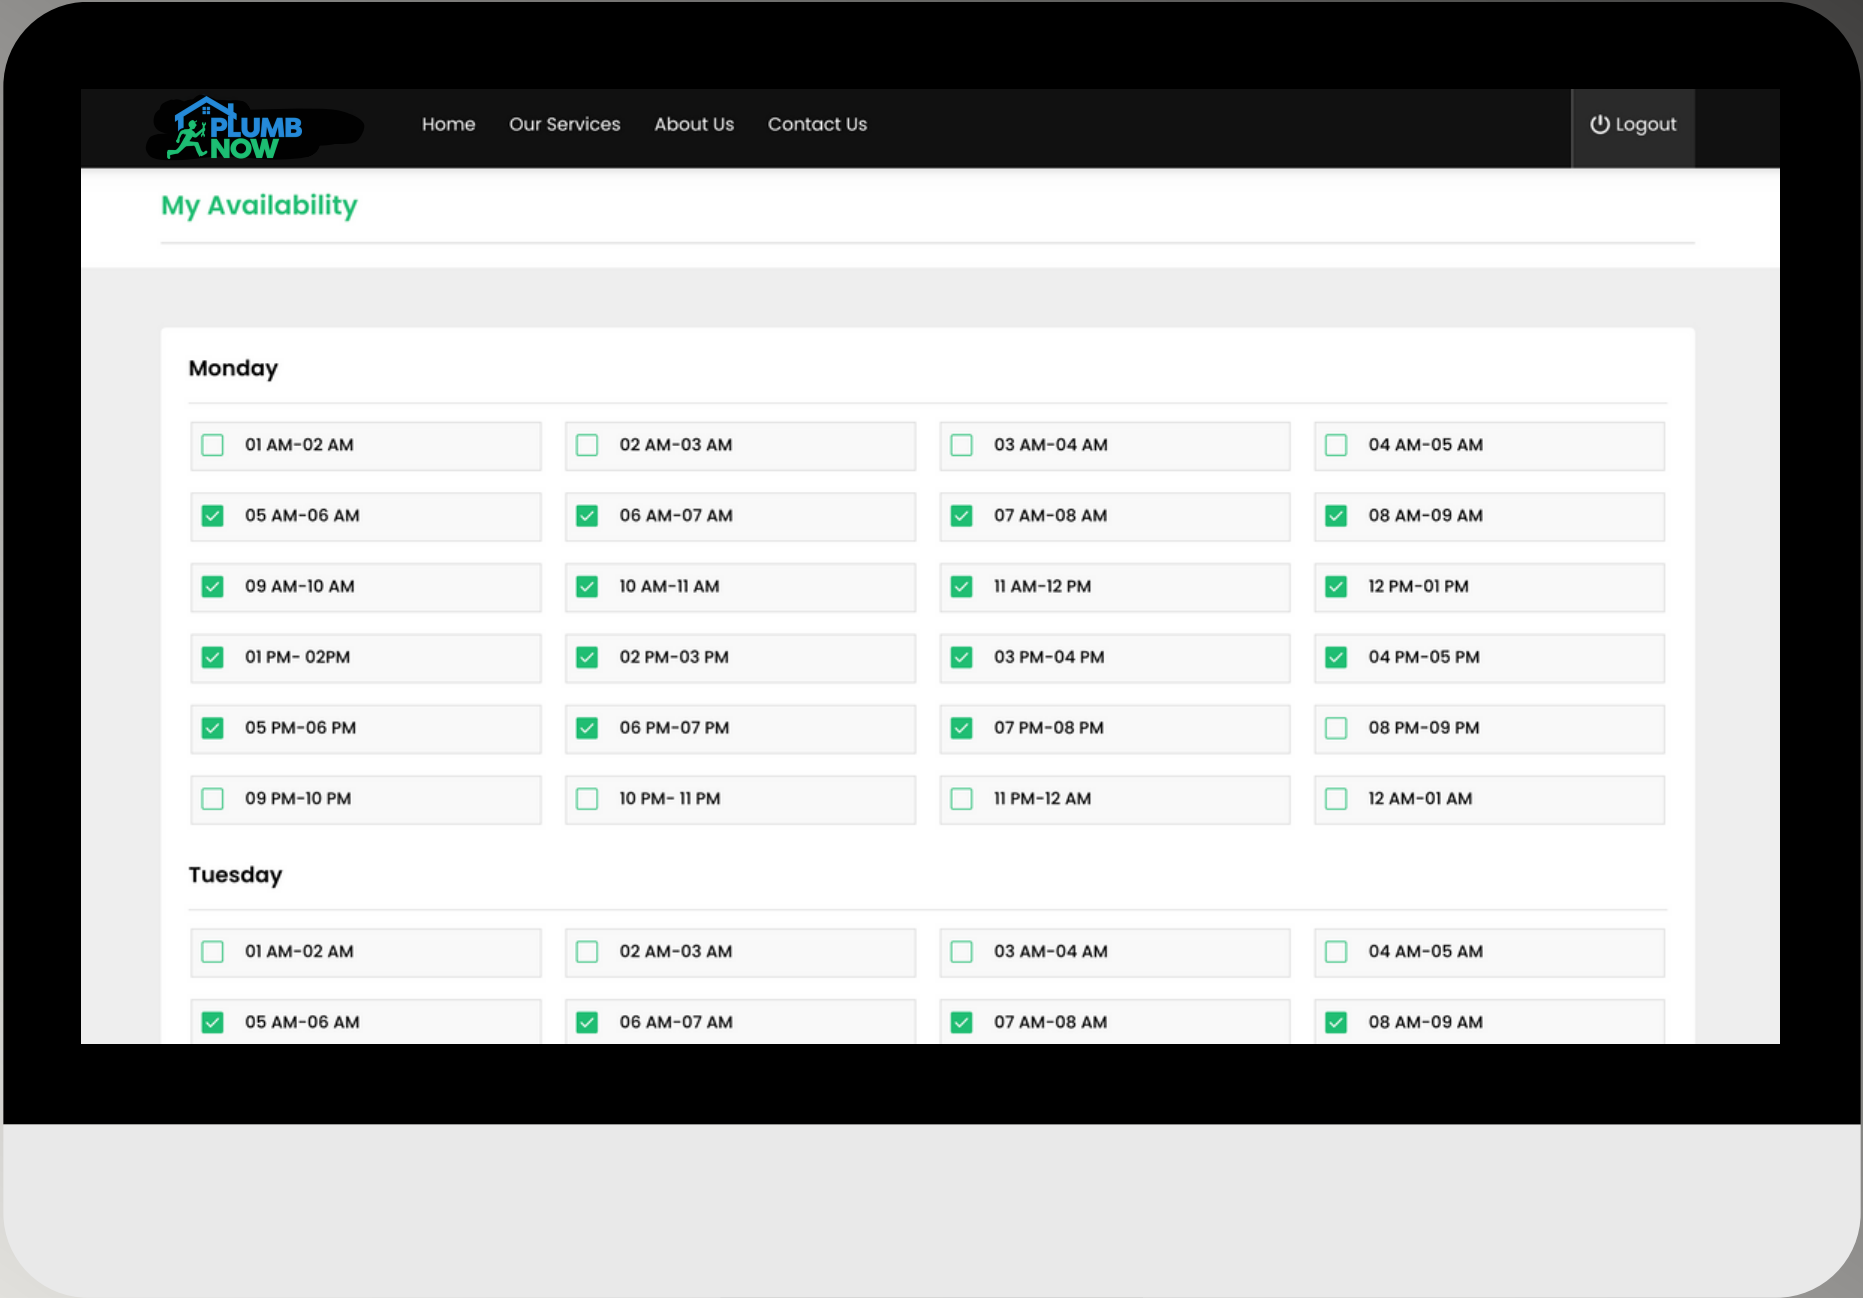 PLUMB
NOW
Home Our Services About Us Contact Us Logout
My Availability
Monday
01 AM-02 AM 02 AM-03 AM 03 AM-04 AM 04 AM-05 AM
05 AM-06 AM 06 AM-07 AM 07 AM-08 AM 08 AM-09 AM
09 AM-10 AM 10 AM-11 AM 11 AM-12 PM 12 PM-01 PM
01 PM- 02PM 02 PM-03 PM 03 PM-04 PM 04 PM-05 PM
05 PM-06 PM 06 PM-07 PM 07 PM-08 PM 08 PM-09 PM
09 PM-10 PM 10 PM- 11 PM 11 PM-12 AM 12 AM-01 AM
Tuesday
01 AM-02 AM 02 AM-03 AM 03 AM-04 AM 04 AM-05 AM
05 AM-06 AM 06 AM-07 AM 07 AM-08 AM 08 AM-09 AM